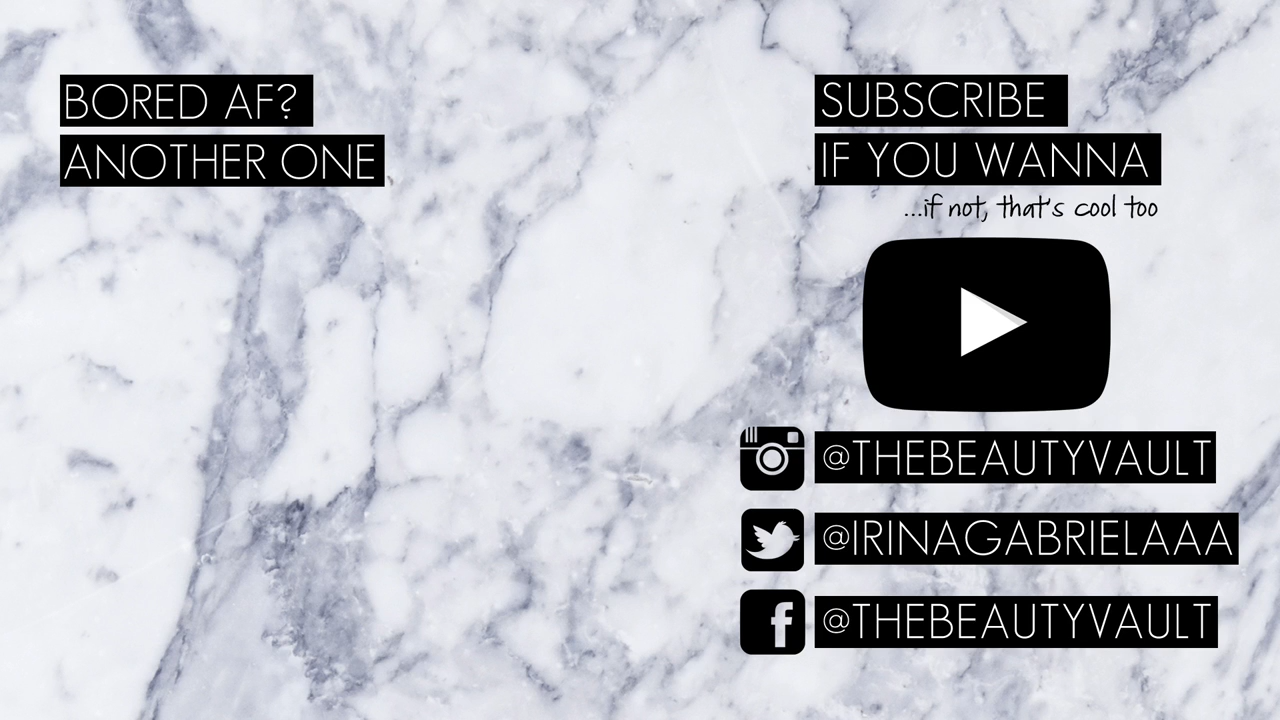 BORED AF?
ANOTHER ONE
SUBSCRIBE
IF YOU WANNA
...if not, that's cool too
@THEBEAUTYVAULT
@IRINAGABRIELAAA
@THEBEAUTYVAULT